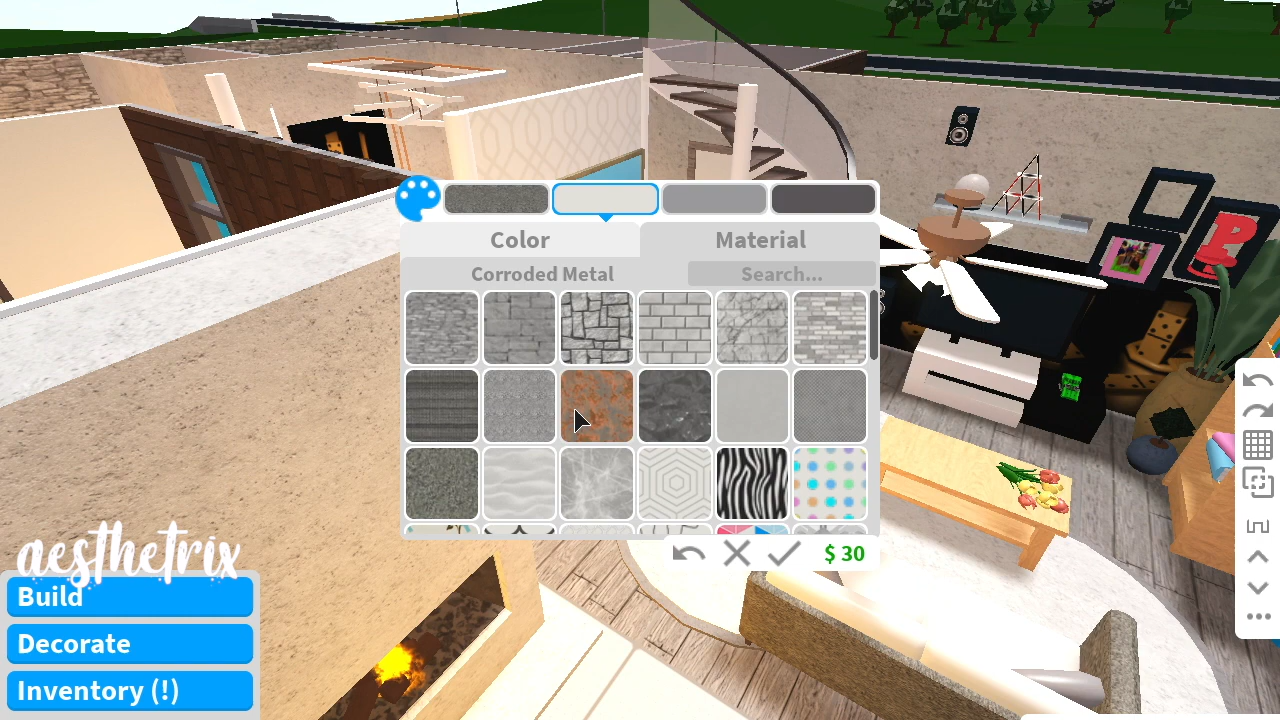 P
Color
Material
Corroded Metal
Search...
$ 30
aesthetrix
Build
Decorate
Inventory (!)